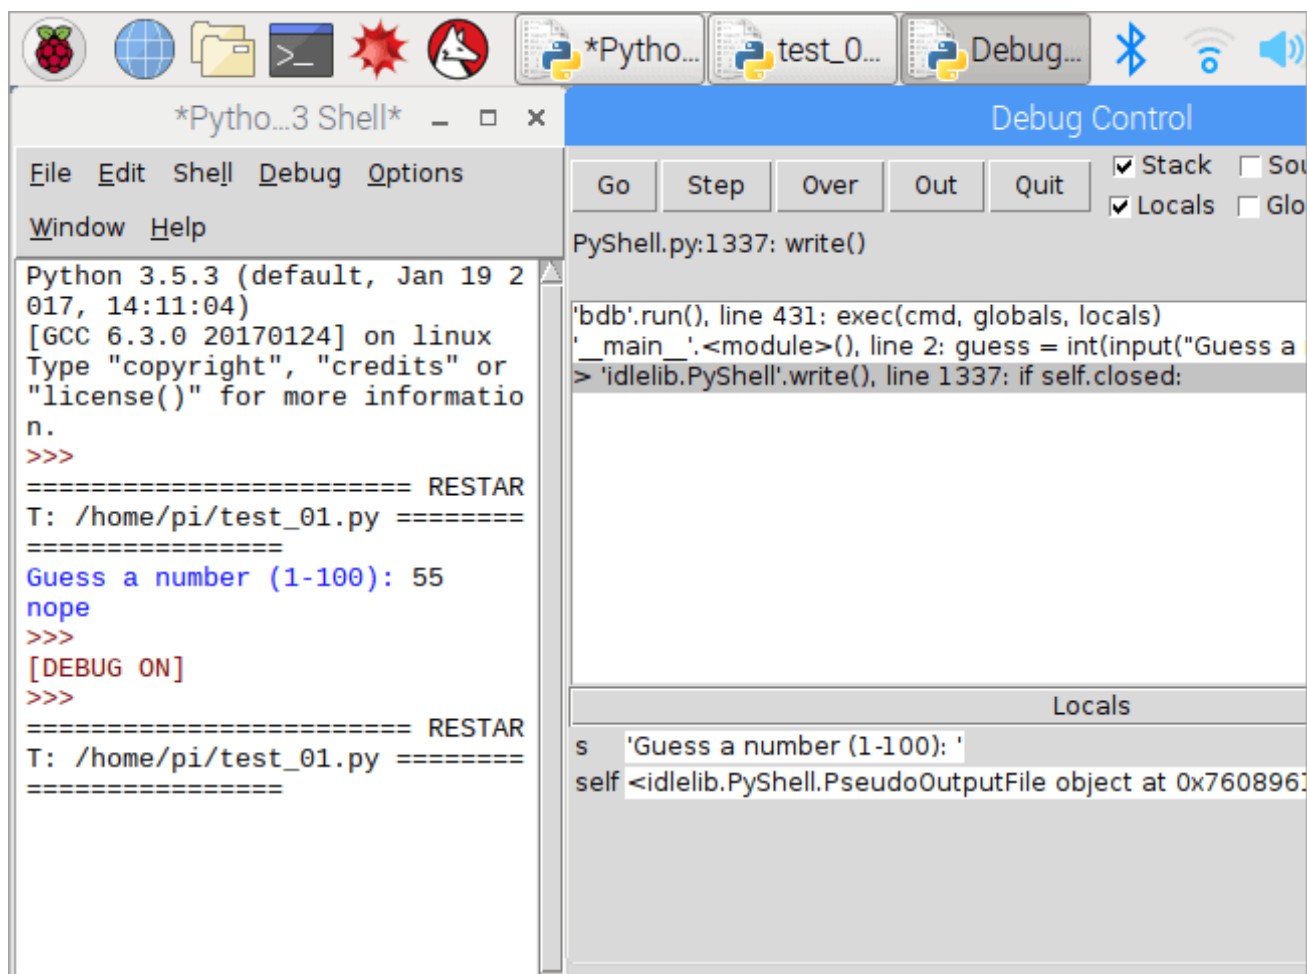 *Pytho... test_0... Debug...
*Pytho...3 Shell*
File Edit Shell Debug Options
Window Help
Python 3.5.3 (default, Jan 19 2
017, 14:11:04)
[GCC 6.3.0 20170124] on linux
Type "copyright", "credits" or
"license()" for more informatio
n.
>>>
======================== RESTAR
T: /home/pi/test_01.py ========
================
Guess a number (1-100): 55
nope
>>>
[DEBUG ON]
>>>
======================== RESTAR
T: /home/pi/test_01.py ========
================
Debug Control
Go Step Over Out Quit
Stack Sou
Locals Glo
PyShell.py:1337: write()
'bdb'.run(), line 431: exec(cmd, globals, locals)
'__main__'.<module>(), line 2: guess = int(input("Guess a
> 'idlelib.PyShell'.write(), line 1337: if self.closed:
Locals
s 'Guess a number (1-100): '
self <idlelib.PyShell.PseudoOutputFile object at 0x7608961